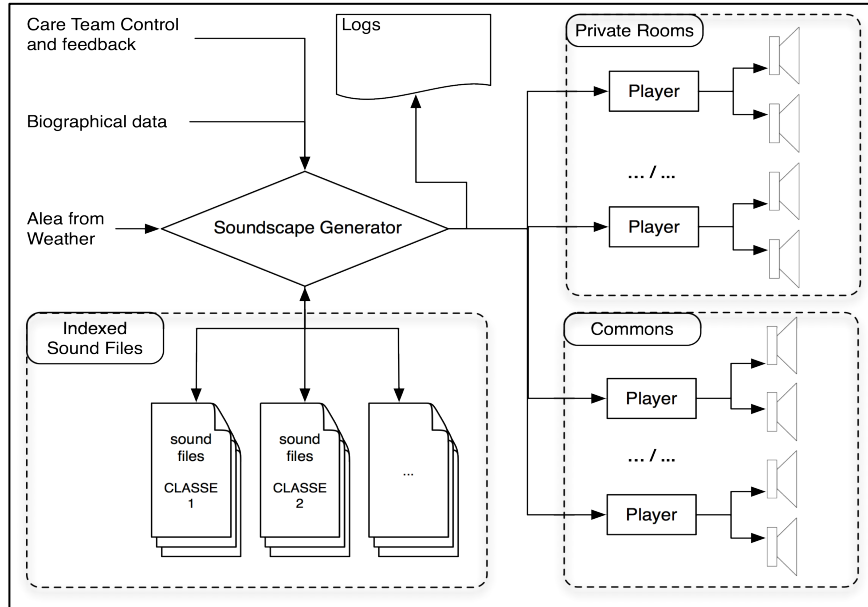 Care Team Control
and feedback
Biographical data
Alea from
Weather
Logs
Soundscape Generator
Private Rooms
Player
... / ...
Player
Indexed
Sound Files
sound
files
CLASSE
1
sound
files
CLASSE
2
...
Commons
Player
... / ...
Player